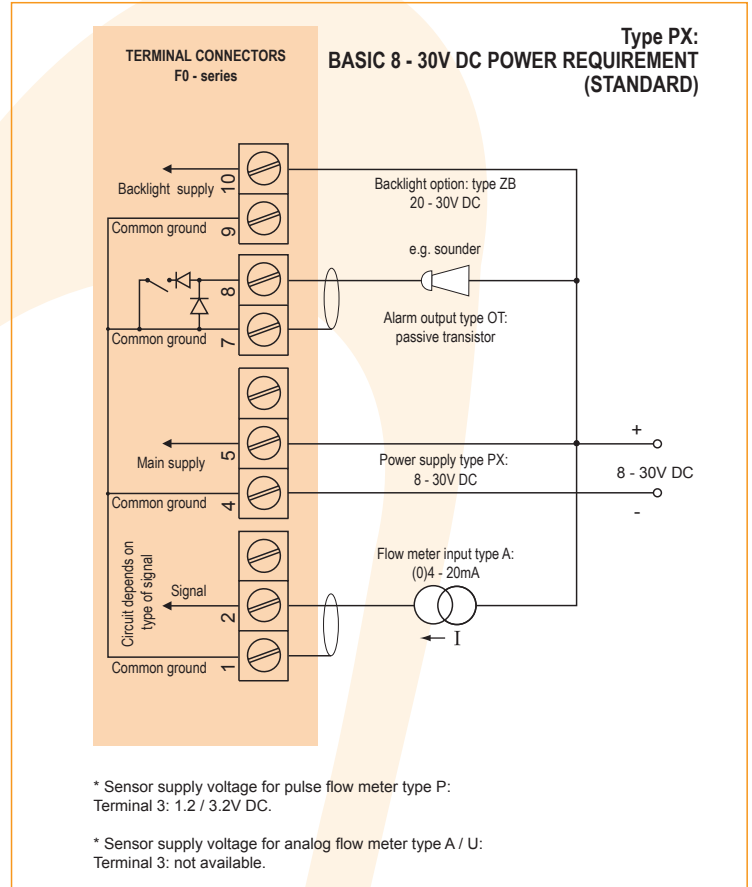 Type PX:
BASIC 8 - 30V DC POWER REQUIREMENT
(STANDARD)
TERMINAL CONNECTORS
F0 - series
10
Backlight supply
Backlight option: type ZB
20 - 30V DC
Common ground
9
e.g. sounder
8
Alarm output type OT:
passive transistor
Common ground
7
+
5
Main supply
Power supply type PX:
8 - 30V DC
8 - 30V DC
Common ground
4
-
Circuit depends on
type of signal
Flow meter input type A:
(0)4 - 20mA
Signal
2
I
Common ground
1
* Sensor supply voltage for pulse flow meter type P:
Terminal 3: 1.2 / 3.2V DC.
* Sensor supply voltage for analog flow meter type A / U:
Terminal 3: not available.